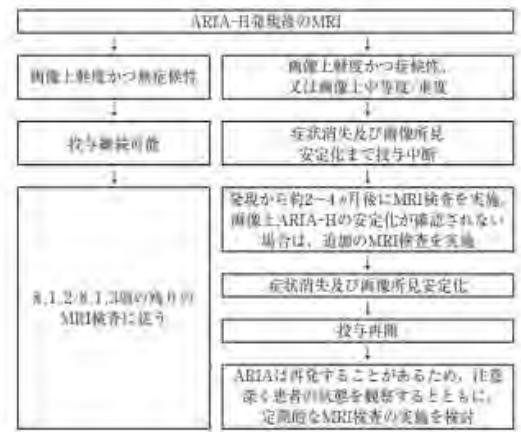 ARIA-H発現後のMRI
画像上軽度かつ無症候性
投与継続可能
8.1.2-8.1.3項の残りの
MRI検査に従う
画像上軽度かつ症候性、
又は画像上中等度/重度
症状消失及び画像所見
安定化まで投与中断
発現から約2～4ヵ月後にMRI検査を実施。
画像上ARIA-Hの安定化が確認されない
場合は、追加のMRI検査を実施
症状消失及び画像所見安定化
投与再開
ARIAは再発することがあるため、注意
深く患者の状態を観察するとともに、
定期的なMRI検査の実施を検討